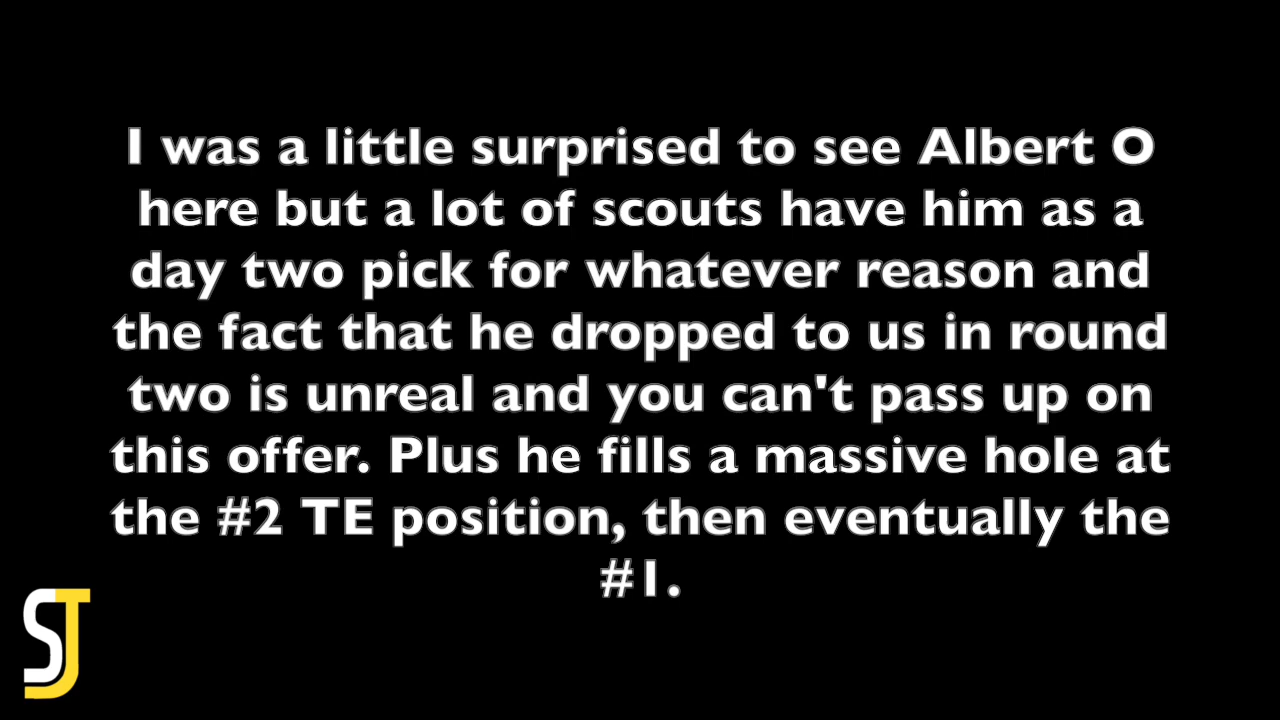 I was a little surprised to see Albert O
here but a lot of scouts have him as a
day two pick for whatever reason and
the fact that he dropped to us in round
two is unreal and you can't pass up on
this offer. Plus he fills a massive hole at
the #2 TE position, then eventually the
#1.
SJ